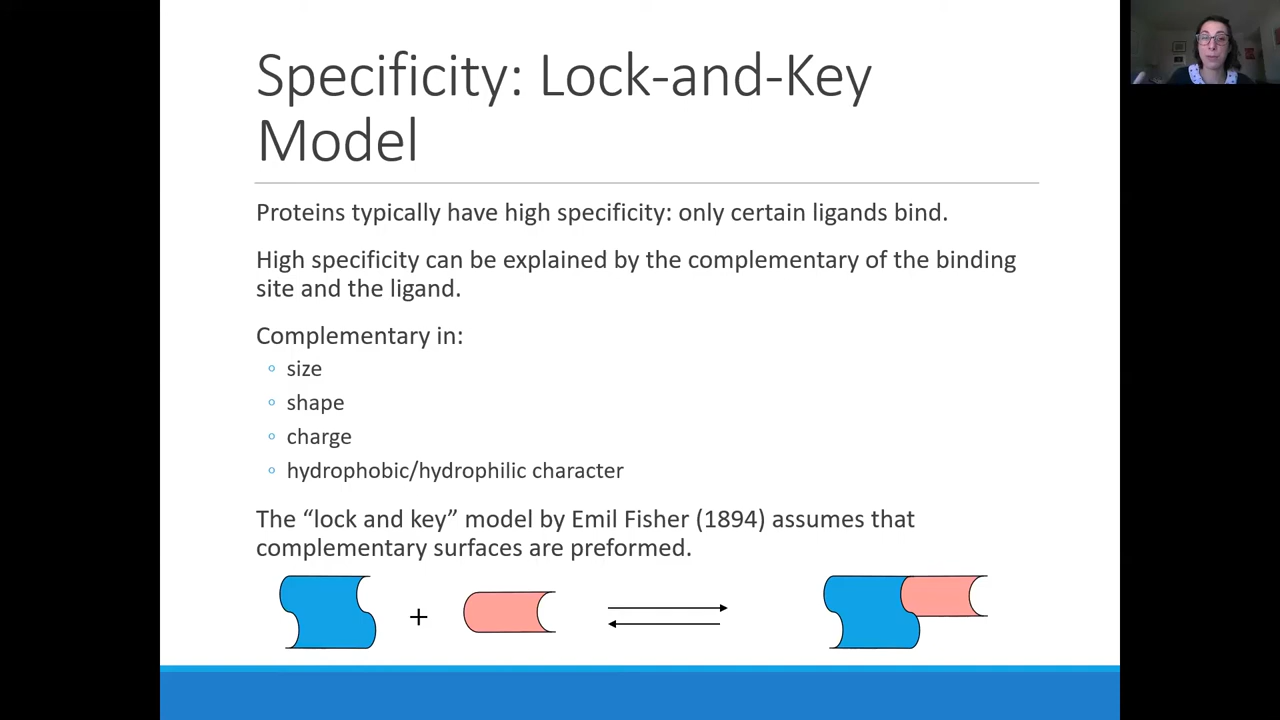 Specificity: Lock-and-Key
Model
Proteins typically have high specificity: only certain ligands bind.
High specificity can be explained by the complementary of the binding
site and the ligand.
Complementary in:
◦ size
◦ shape
◦ charge
◦ hydrophobic/hydrophilic character
The “lock and key” model by Emil Fisher (1894) assumes that
complementary surfaces are preformed.
+